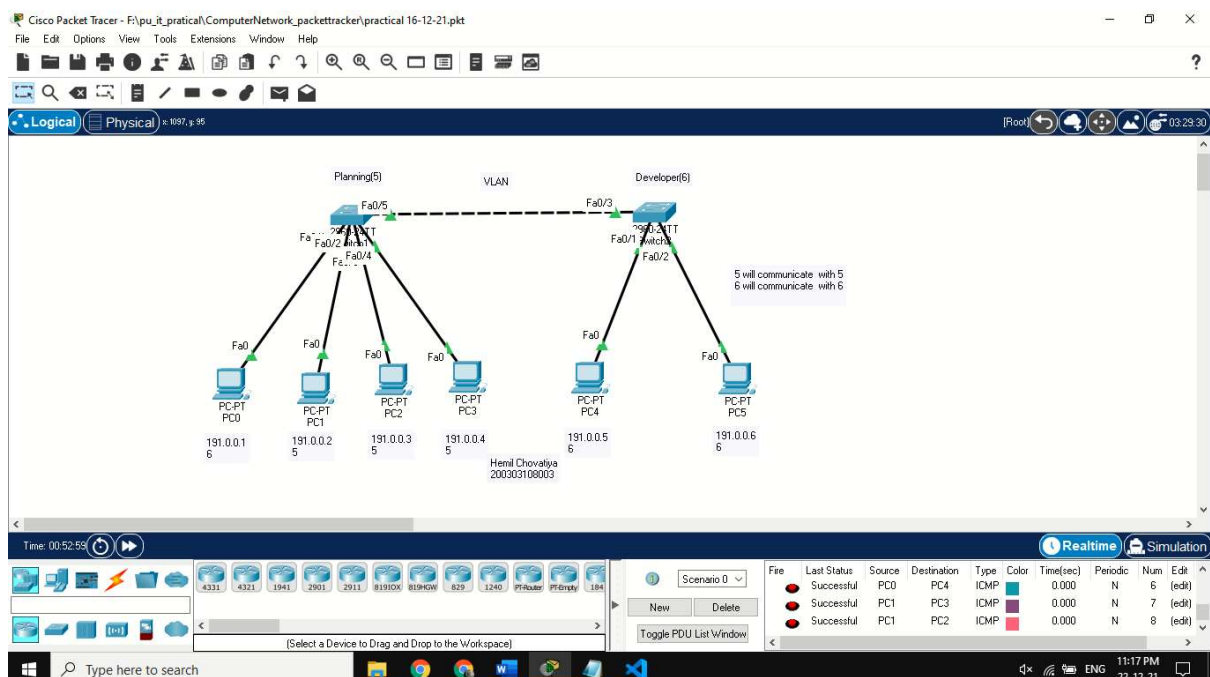 Cisco Packet Tracer - F:\pu_it_pratical\ComputerNetwork_packettracker\practical 16-12-21.pkt
File Edit Options View Tools Extensions Window Help
Logical Physical x: 1097, y: 95 [Root] 03:29:30
Planning(5) VLAN Developer(6)
Fa0/5 Fa0/3
Fa0/2 Fa0/4
Fa0/1 Fa0/2
5 will communicate with 5
6 will communicate with 6
Fa0 Fa0 Fa0 Fa0 Fa0 Fa0
PC-PT PC-PT PC-PT PC-PT PC-PT PC-PT
PC0 PC1 PC2 PC3 PC4 PC5
191.0.0.1 191.0.0.2 191.0.0.3 191.0.0.4 191.0.0.5 191.0.0.6
6 5 5 5 6 6
Hemil Chovatiya
200303108003
Time: 00:52:59 Realtime Simulation
4331 4321 1941 2901 2911 819IOX 819HGW 829 1240 PT-Router PT-Empty 184
(Select a Device to Drag and Drop to the Workspace)
Scenario 0
New Delete
Toggle PDU List Window
Fire Last Status Source Destination Type Color Time(sec) Periodic Num Edit
Successful PC0 PC4 ICMP 0.000 N 6 (edit)
Successful PC1 PC3 ICMP 0.000 N 7 (edit)
Successful PC1 PC2 ICMP 0.000 N 8 (edit)
Type here to search
ENG 11:17 PM
22-12-21